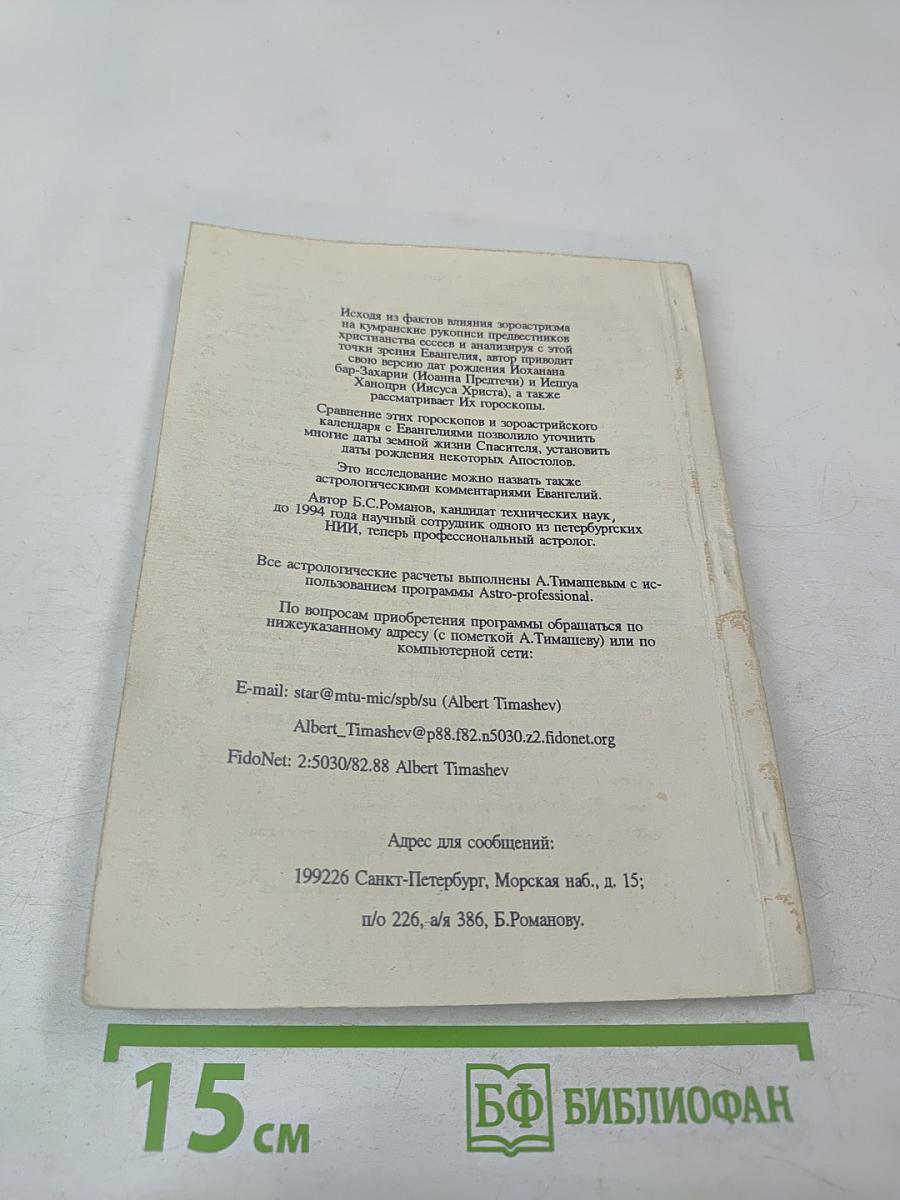 Исходя из фактов влияния зороастризма
на кумранские рукописи предвестников
христианства ессеев и анализируя с этой
точки зрения Евангелия, автор приводит
свою версию дат рождения Йоханана
бар-Захарии (Иоанна Предтечи) и Иешуа
Ханоцри (Иисуса Христа), а также
рассматривает Их гороскопы.
Сравнение этих гороскопов и зороастрийского
календаря с Евангелиями позволило уточнить
многие даты земной жизни Спасителя, установить
даты рождения некоторых Апостолов.
Это исследование можно назвать также
астрологическими комментариями Евангелий.
Автор Б.С.Романов, кандидат технических наук,
до 1994 года научный сотрудник одного из петербургских
НИИ, теперь профессиональный астролог.
Все астрологические расчеты выполнены А.Тимашевым с ис-
пользованием программы Astro-professional.
По вопросам приобретения программы обращаться по
нижеуказанному адресу (с пометкой А.Тимашеву) или по
компьютерной сети:
E-mail: star@mtu-mic/spb/su (Albert Timashev)
Albert_Timashev@p88.f82.n5030.z2.fidonet.org
FidoNet: 2:5030/82.88 Albert Timashev
Адрес для сообщений:
199226 Санкт-Петербург, Морская наб., д. 15;
п/о 226, а/я 386, Б.Романову.
15 см
БФ БИБЛИОФАН